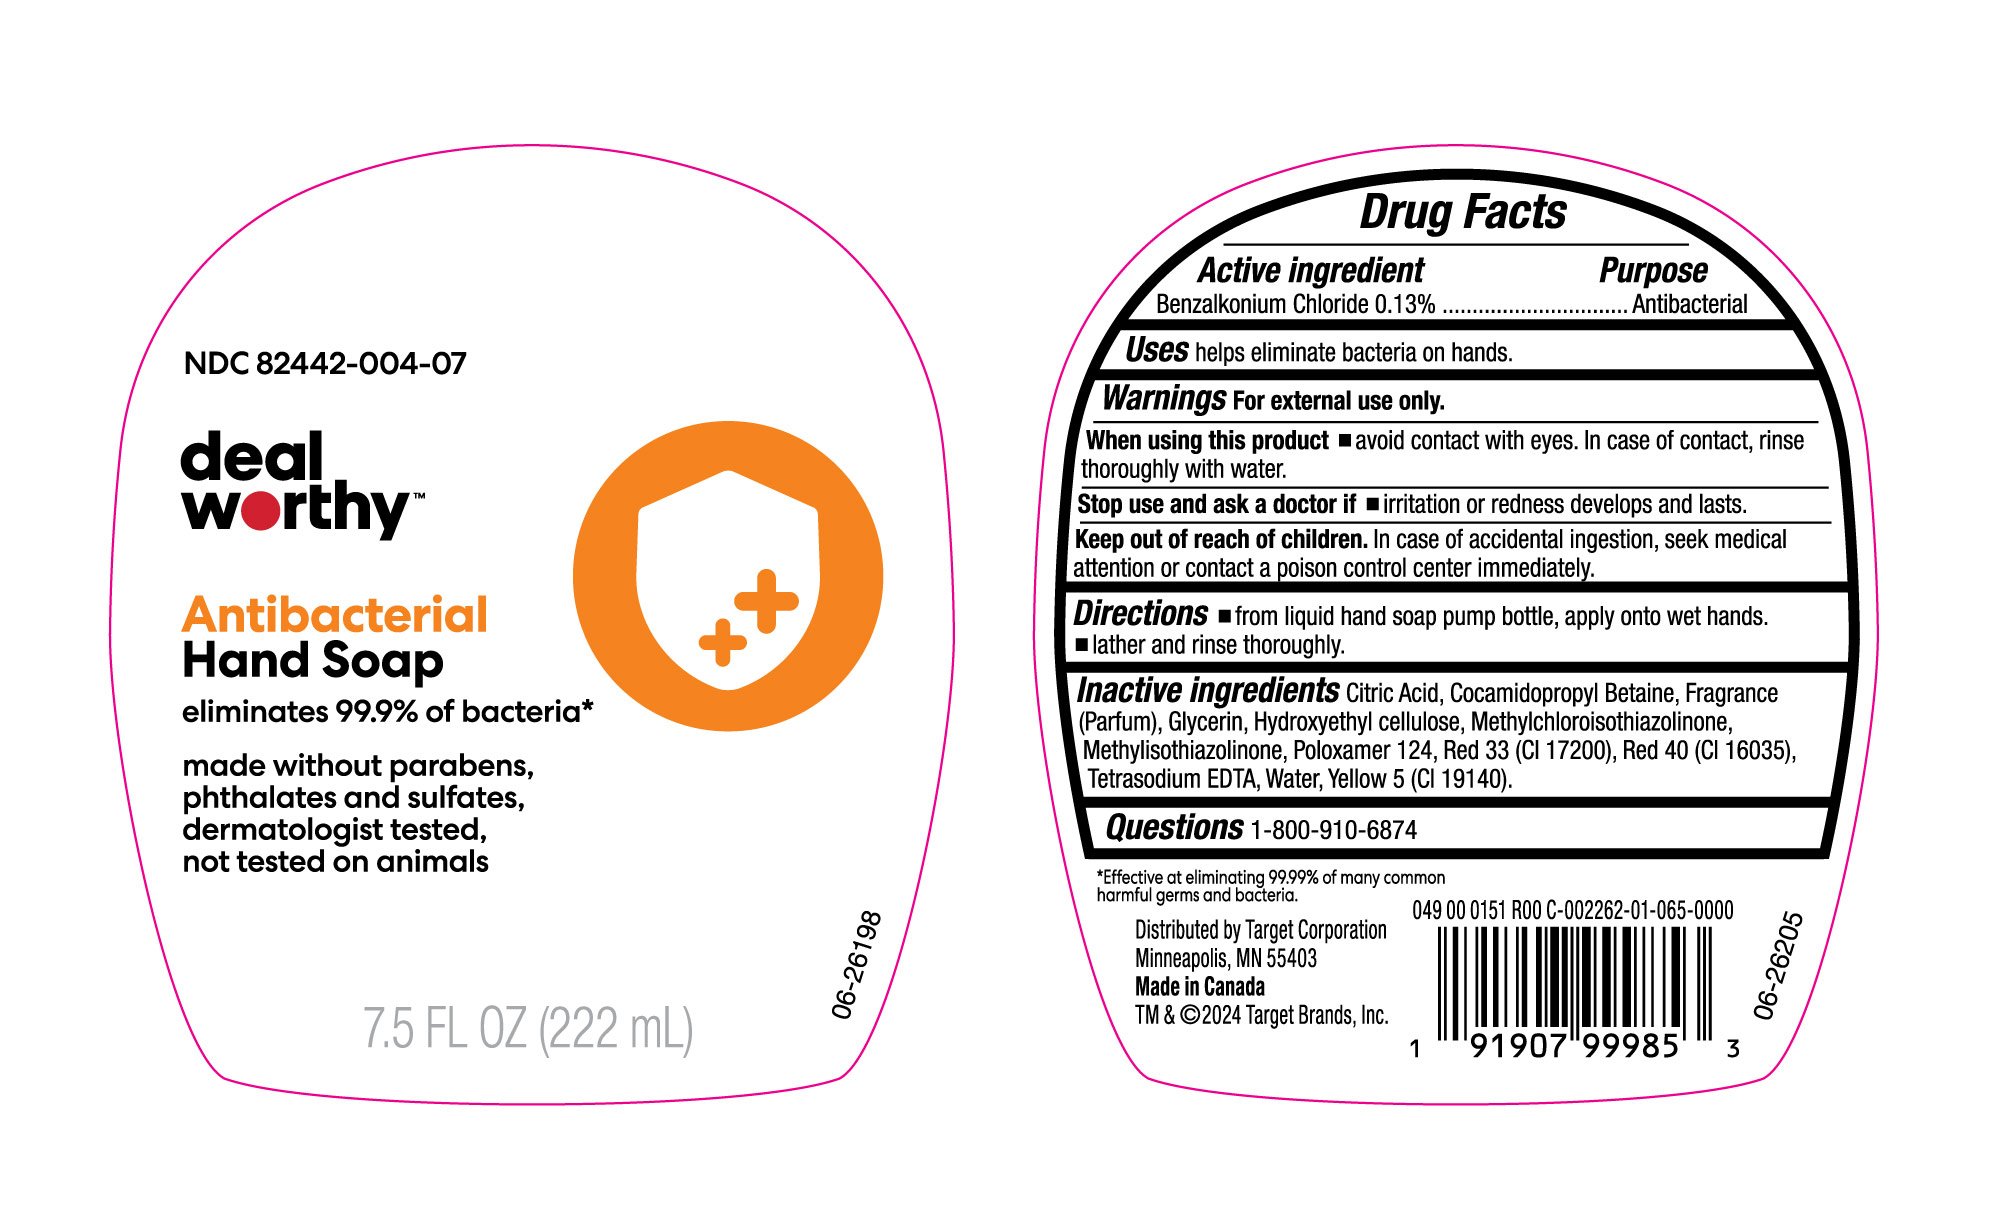 NDC 82442-004-07
deal
worthy™
Antibacterial
Hand Soap
eliminates 99.9% of bacteria*
made without parabens,
phthalates and sulfates,
dermatologist tested,
not tested on animals
06-26198
7.5 FL OZ (222 mL)
Drug Facts
Active ingredient Purpose
Benzalkonium Chloride 0.13% ............................... Antibacterial
Uses helps eliminate bacteria on hands.
Warnings For external use only.
When using this product ■ avoid contact with eyes. In case of contact, rinse
thoroughly with water.
Stop use and ask a doctor if ■ irritation or redness develops and lasts.
Keep out of reach of children. In case of accidental ingestion, seek medical
attention or contact a poison control center immediately.
Directions ■ from liquid hand soap pump bottle, apply onto wet hands.
■ lather and rinse thoroughly.
Inactive ingredients Citric Acid, Cocamidopropyl Betaine, Fragrance
(Parfum), Glycerin, Hydroxyethyl cellulose, Methylchloroisothiazolinone,
Methylisothiazolinone, Poloxamer 124, Red 33 (CI 17200), Red 40 (CI 16035),
Tetrasodium EDTA, Water, Yellow 5 (CI 19140).
Questions 1-800-910-6874
*Effective at eliminating 99.99% of many common
harmful germs and bacteria.
Distributed by Target Corporation
Minneapolis, MN 55403
Made in Canada
TM & ©2024 Target Brands, Inc.
049 00 0151 R00 C-002262-01-065-0000
1 91907 99985 3
06-26205